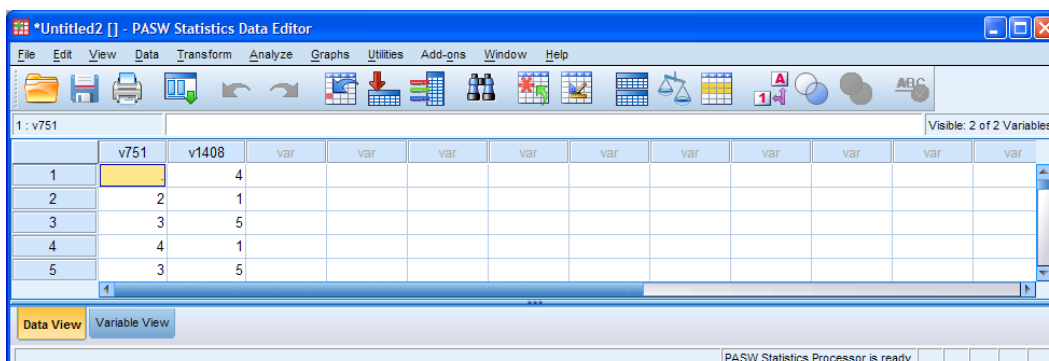 *Untitled2 [] - PASW Statistics Data Editor
File Edit View Data Transform Analyze Graphs Utilities Add-ons Window Help
A
1
ABC
1 : v751
Visible: 2 of 2 Variables
v751 v1408 var var var var var var var var var var
1 . 4
2 2 1
3 3 5
4 4 1
5 3 5
Data View Variable View
PASW Statistics Processor is ready